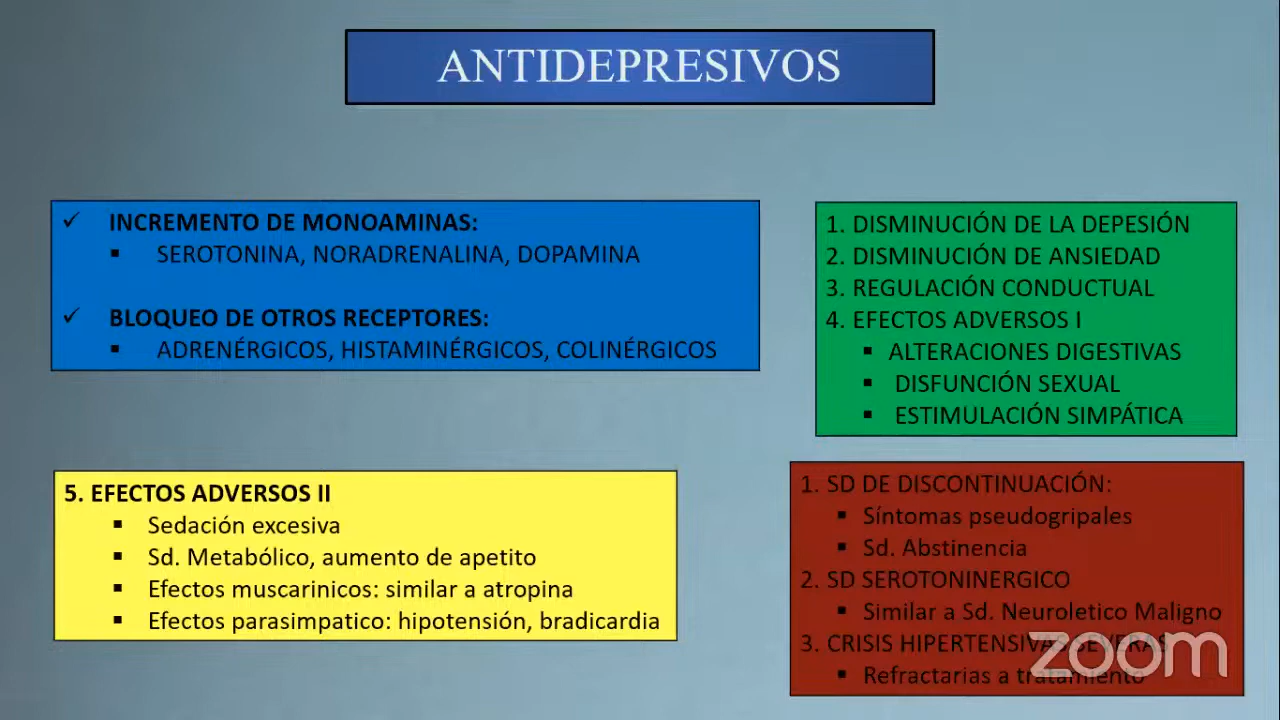 ANTIDEPRESIVOS
✓ INCREMENTO DE MONOAMINAS:
▪ SEROTONINA, NORADRENALINA, DOPAMINA
✓ BLOQUEO DE OTROS RECEPTORES:
▪ ADRENÉRGICOS, HISTAMINÉRGICOS, COLINÉRGICOS
1. DISMINUCIÓN DE LA DEPESIÓN
2. DISMINUCIÓN DE ANSIEDAD
3. REGULACIÓN CONDUCTUAL
4. EFECTOS ADVERSOS I
▪ ALTERACIONES DIGESTIVAS
▪ DISFUNCIÓN SEXUAL
▪ ESTIMULACIÓN SIMPÁTICA
5. EFECTOS ADVERSOS II
▪ Sedación excesiva
▪ Sd. Metabólico, aumento de apetito
▪ Efectos muscarinicos: similar a atropina
▪ Efectos parasimpatico: hipotensión, bradicardia
1. SD DE DISCONTINUACIÓN:
▪ Síntomas pseudogripales
▪ Sd. Abstinencia
2. SD SEROTONINERGICO
▪ Similar a Sd. Neuroletico Maligno
3. CRISIS HIPERTENSIVAS SEVERAS
▪ Refractarias a tratamiento
zoom